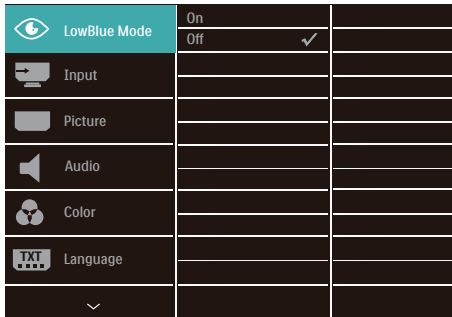 LowBlue Mode
On
Off
Input
Picture
Audio
Color
TXT
Language